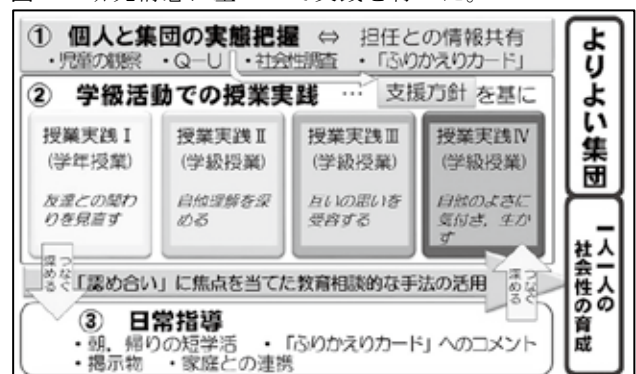 ① 個人と集団の実態把握 ⇔ 担任との情報共有
・児童の観察 ・Q－U ・社会性調査 ・「ふりかえりカード」
② 学級活動での授業実践 … 支援方針 を基に
授業実践Ⅰ
(学年授業)
友達との関わ
りを見直す
授業実践Ⅱ
(学級授業)
自他理解を深
める
授業実践Ⅲ
(学級授業)
互いの思いを
受容する
授業実践Ⅳ
(学級授業)
自他のよさに
気付き，生か
す
つなぐ
深める
「認め合い」に焦点を当てた教育相談的な手法の活用
つなぐ
深める
③ 日常指導
・朝，帰りの短学活 ・「ふりかえりカード」へのコメント
・掲示物 ・家庭との連携
よりよい集団
一人一人の
社会性の育成